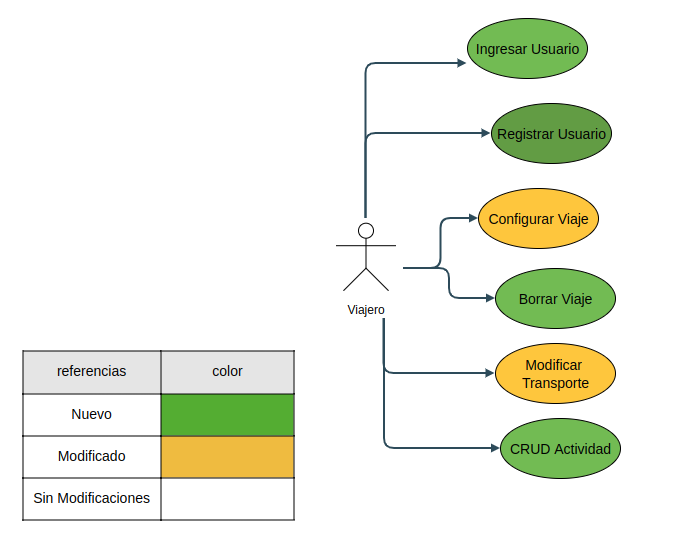 Ingresar Usuario
Registrar Usuario
Configurar Viaje
Borrar Viaje
Viajero
Modificar
Transporte
CRUD Actividad
referencias color
Nuevo
Modificado
Sin Modificaciones